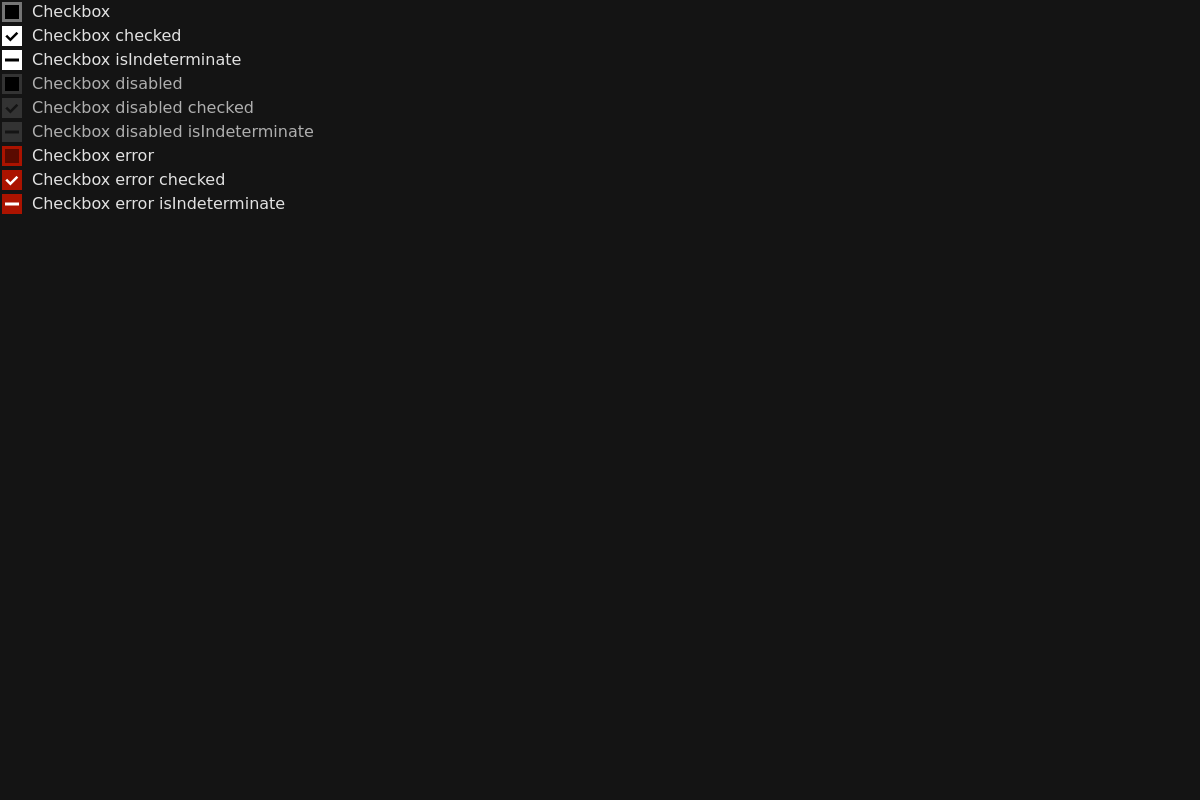 Checkbox
Checkbox checked
Checkbox isIndeterminate
Checkbox disabled
Checkbox disabled checked
Checkbox disabled isIndeterminate
Checkbox error
Checkbox error checked
Checkbox error isIndeterminate